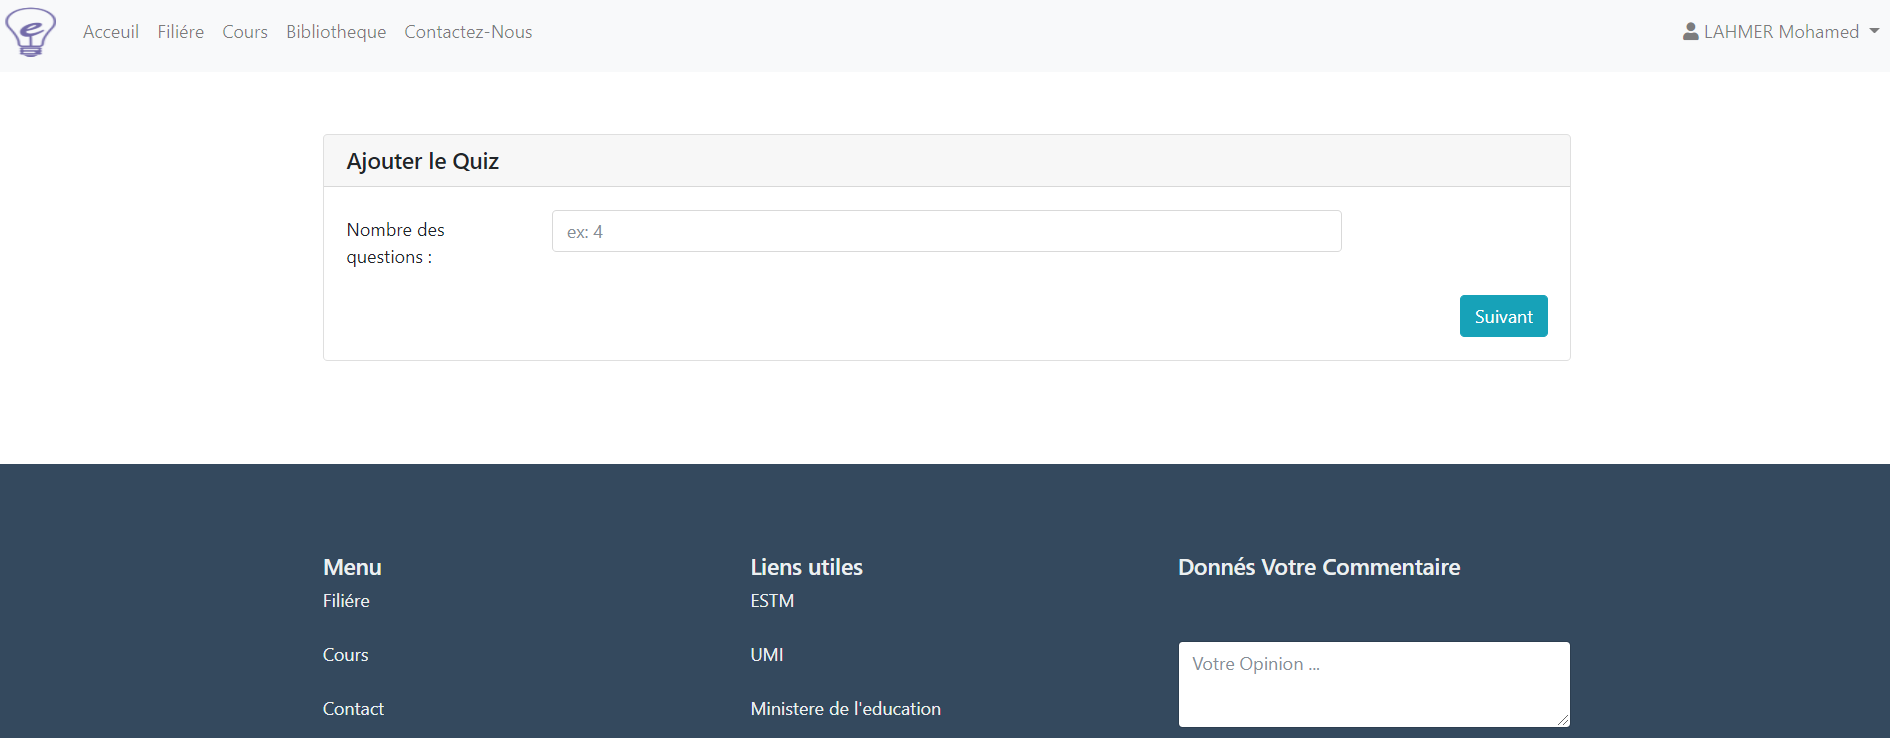 Acceuil Filiére Cours Bibliotheque Contactez-Nous LAHMER Mohamed
Ajouter le Quiz
Nombre des
questions :
ex: 4
Suivant
Menu
Filiére
Cours
Contact
Liens utiles
ESTM
UMI
Ministere de l'education
Donnés Votre Commentaire
Votre Opinion ...